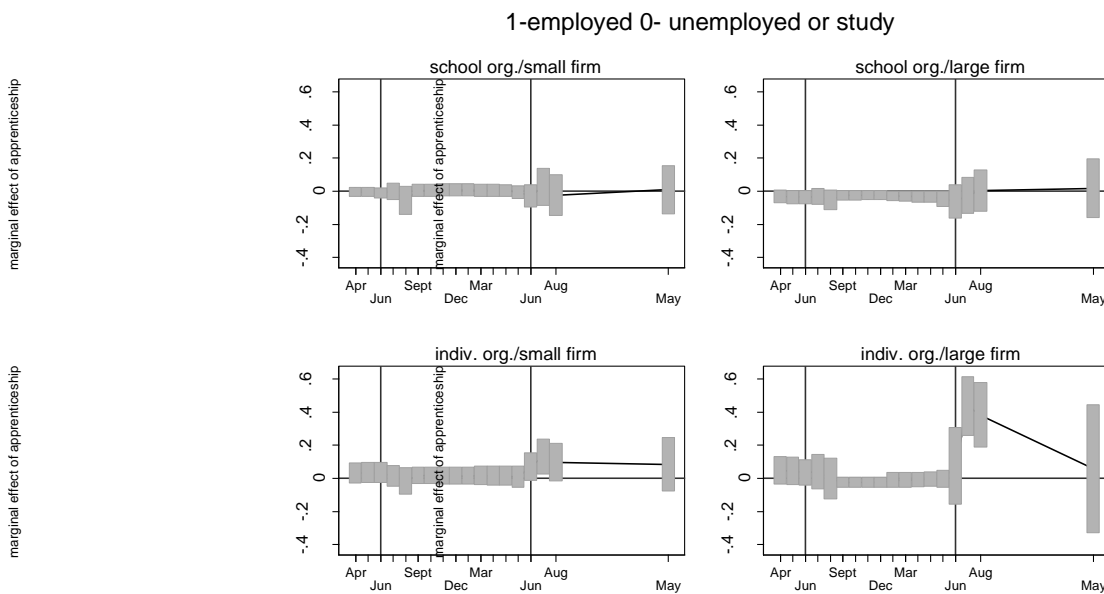 1-employed 0- unemployed or study
marginal effect of apprenticeship
school org./small firm
.6
.4
.2
0
-.2
-.4
Apr Sept Mar Aug
Jun Dec Jun May
marginal effect of apprenticeship
school org./large firm
.6
.4
.2
0
-.2
-.4
Apr Sept Mar Aug
Jun Dec Jun May
marginal effect of apprenticeship
indiv. org./small firm
.6
.4
.2
0
-.2
-.4
Apr Sept Mar Aug
Jun Dec Jun May
marginal effect of apprenticeship
indiv. org./large firm
.6
.4
.2
0
-.2
-.4
Apr Sept Mar Aug
Jun Dec Jun May